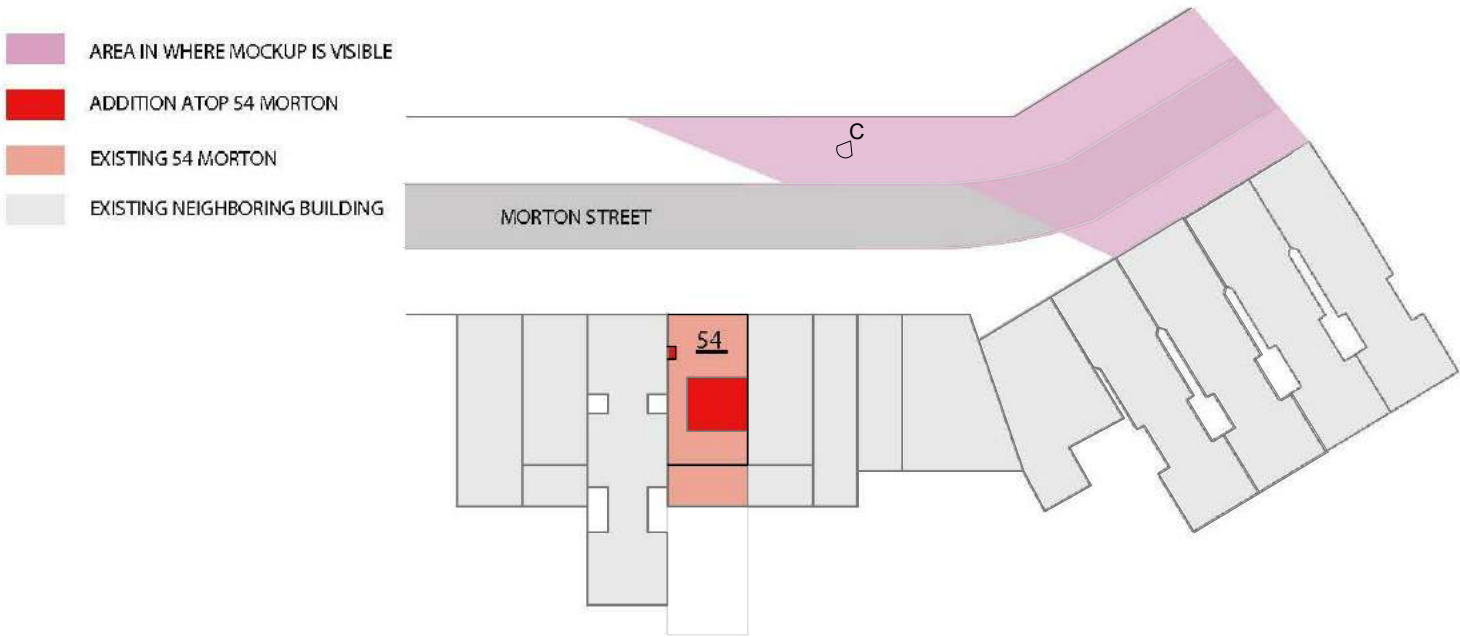 AREA IN WHERE MOCKUP IS VISIBLE
ADDITION ATOP 54 MORTON
EXISTING 54 MORTON
EXISTING NEIGHBORING BUILDING
C
MORTON STREET
54